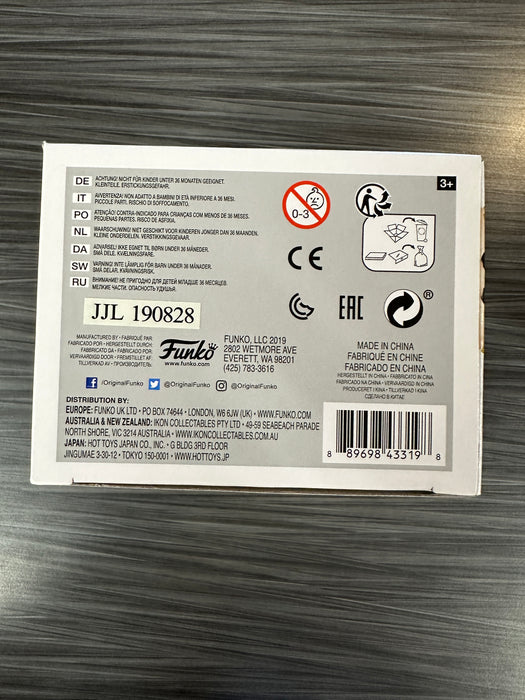 DE ACHTUNG! NICHT FÜR KINDER UNTER 36 MONATEN GEEIGNET.
KLEINTEILE. ERSTICKUNGSGEFAHR.
IT AVVERTENZA! NON ADATTO A BAMBINI DI ETÀ INFERIORE A 36 MESI.
PICCOLE PARTI. RISCHIO DI SOFFOCAMENTO.
PO ATENÇÃO! CONTRA-INDICADO PARA CRIANÇAS COM MENOS DE 36 MESES.
PEQUENAS PARTES. RISCO DE ASFIXIA.
NL WAARSCHUWING! NIET GESCHIKT VOOR KINDEREN JONGER DAN 36 MAANDEN.
KLEINE ONDERDELEN. VERSTIKKINGSGEVAAR.
DA ADVARSEL! IKKE EGNET TIL BØRN UNDER 36 MÅNEDER.
SMÅ DELE. KVÆLNINGSFARE.
SW VARNING! INTE LÄMPLIG FÖR BARN UNDER 36 MÅNADER.
SMÅ DELAR. KVÄVNINGSRISK.
RU ВНИМАНИЕ! НЕ ПРИГОДНО ДЛЯ ДЕТЕЙ МЛАДШЕ 36 МЕСЯЦЕВ.
МЕЛКИЕ ЧАСТИ. ОПАСНОСТЬ УДУШЬЯ.
0-3
3+
CE
EAC
®
JJL 190828
MANUFACTURED BY • FABRIQUÉ PAR
FABRICADO POR • HERGESTELLT DURCH
FABBRICATO DA • FABRICADO POR
VERVAARDIGD DOOR • FREMSTILLET AF
TILLVERKAD AV • ПРОИЗВОДИТЕЛЬ
Funko
www.Funko.com
FUNKO, LLC 2019
2802 WETMORE AVE
EVERETT, WA 98201
(425) 783-3616
MADE IN CHINA
FABRIQUÉ EN CHINE
FABRICADO EN CHINA
HERGESTELLT IN CHINA • FABBRICATO IN CINA
FABRICADO NA CHINA • VERVAARDIGD IN CHINA
PRODUCERET I KINA • TILLVERKAD I KINA
СДЕЛАНО В КИТАЕ
/OriginalFunko @OriginalFunko @OriginalFunko
DISTRIBUTION BY:
EUROPE: FUNKO UK LTD • PO BOX 74644 • LONDON, W6 6JW (UK) • WWW.FUNKO.COM
AUSTRALIA & NEW ZEALAND: IKON COLLECTABLES PTY LTD • 49-59 SEABEACH PARADE
NORTH SHORE, VIC 3214 AUSTRALIA • WWW.IKONCOLLECTABLES.COM.AU
JAPAN: HOT TOYS JAPAN CO., INC. • G BLDG 3RD FLOOR
JINGUMAE 3-30-12 • TOKYO 150-0001 • WWW.HOTTOYS.JP
8 89698 43319 8